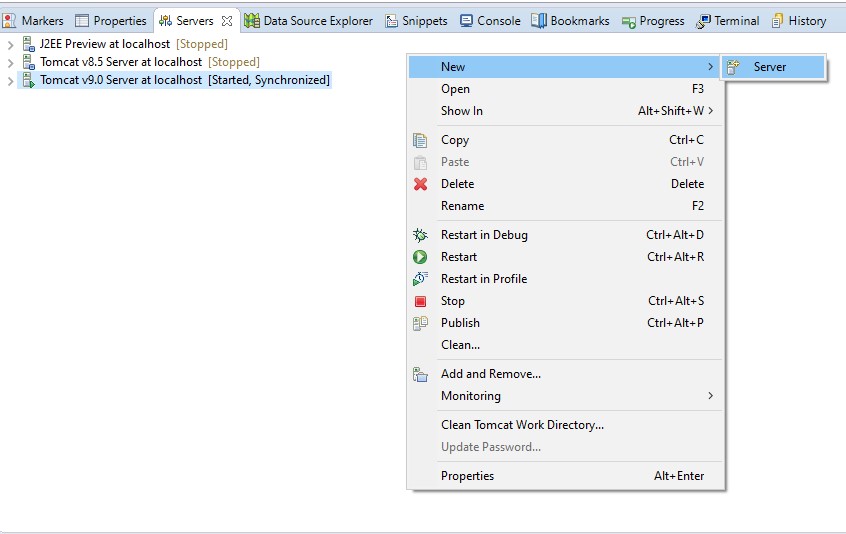 Markers Properties Servers Data Source Explorer Snippets Console Bookmarks Progress Terminal History
J2EE Preview at localhost [Stopped]
Tomcat v8.5 Server at localhost [Stopped]
Tomcat v9.0 Server at localhost [Started, Synchronized]
New Server
Open F3
Show In Alt+Shift+W
Copy Ctrl+C
Paste Ctrl+V
Delete Delete
Rename F2
Restart in Debug Ctrl+Alt+D
Restart Ctrl+Alt+R
Restart in Profile
Stop Ctrl+Alt+S
Publish Ctrl+Alt+P
Clean...
Add and Remove...
Monitoring
Clean Tomcat Work Directory...
Update Password...
Properties Alt+Enter